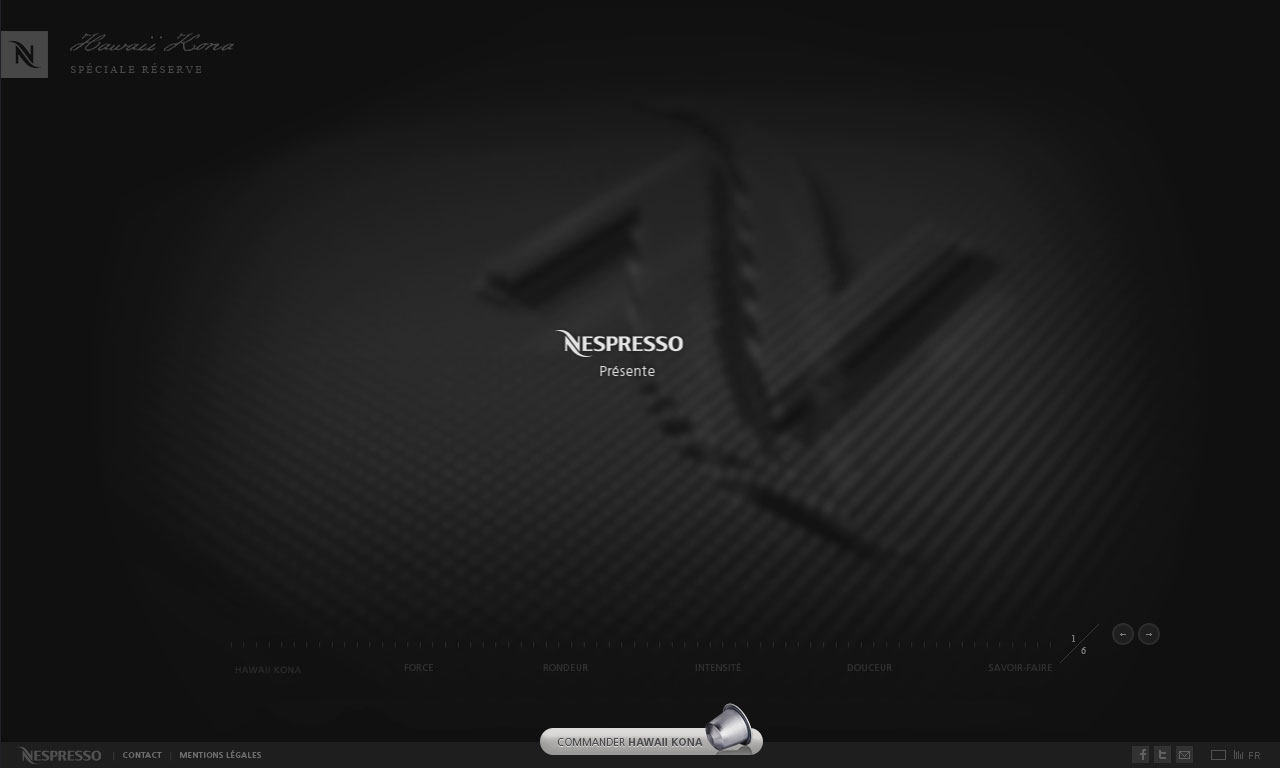 Hawaii Kona
SPÉCIALE RÉSERVE
NESPRESSO
Présente
1
6
HAWAII KONA
FORCE
RONDEUR
INTENSITÉ
DOUCEUR
SAVOIR-FAIRE
COMMANDER HAWAII KONA
NESPRESSO | CONTACT | MENTIONS LÉGALES
FR